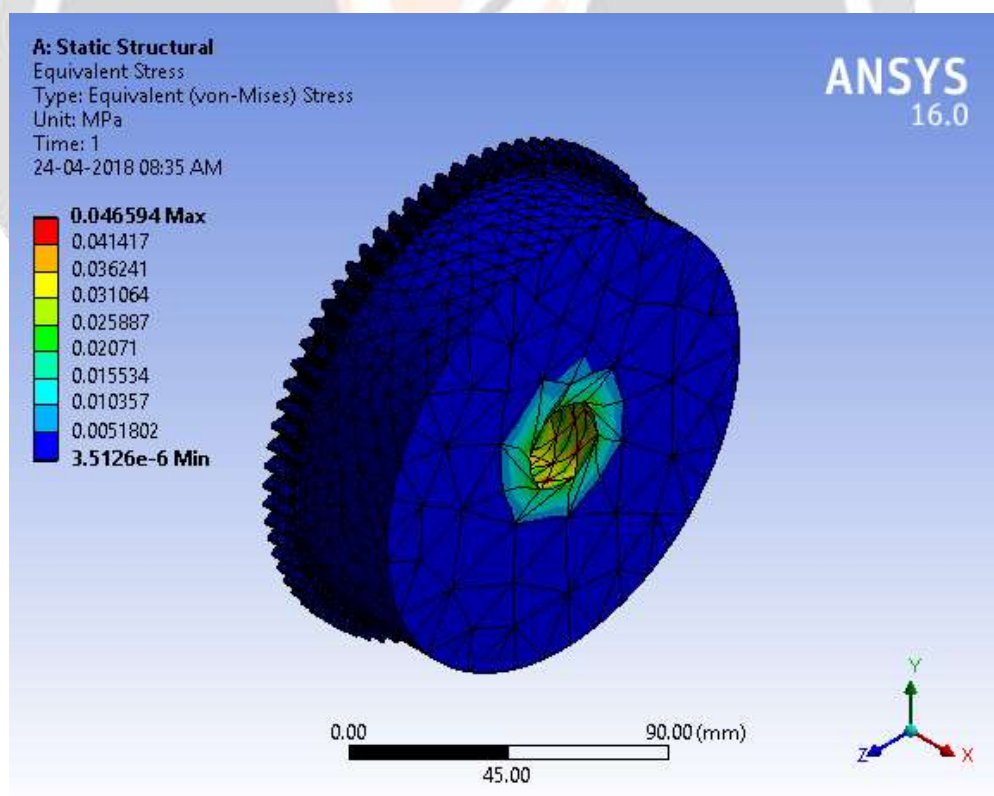 A: Static Structural
Equivalent Stress
Type: Equivalent (von-Mises) Stress
Unit: MPa
Time: 1
24-04-2018 08:35 AM
ANSYS
16.0
0.046594 Max
0.041417
0.036241
0.031064
0.025887
0.02071
0.015534
0.010357
0.0051802
3.5126e-6 Min
0.00
90.00 (mm)
45.00
Y
Z
X